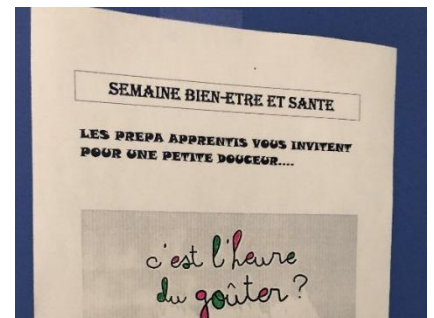 SEMAINE BIEN-ETRE ET SANTE
LES PREPA APPRENTIS VOUS INVITENT
POUR UNE PETITE DOUCEUR....
c'est l'heure
du goûter?